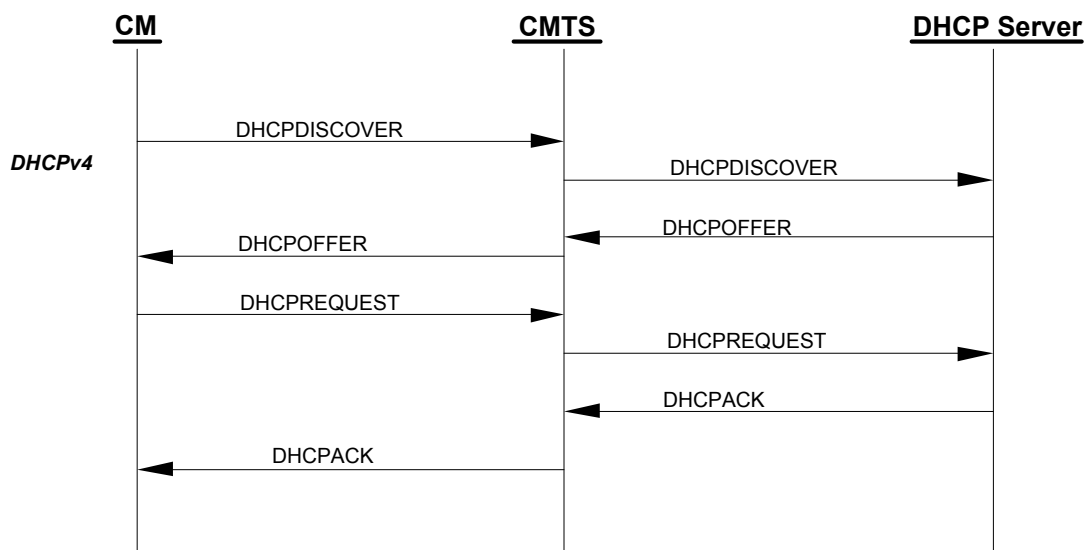 CM
CMTS
DHCP Server
DHCPDISCOVER
DHCPv4
DHCPDISCOVER
DHCPOFFER
DHCPOFFER
DHCPREQUEST
DHCPREQUEST
DHCPACK
DHCPACK